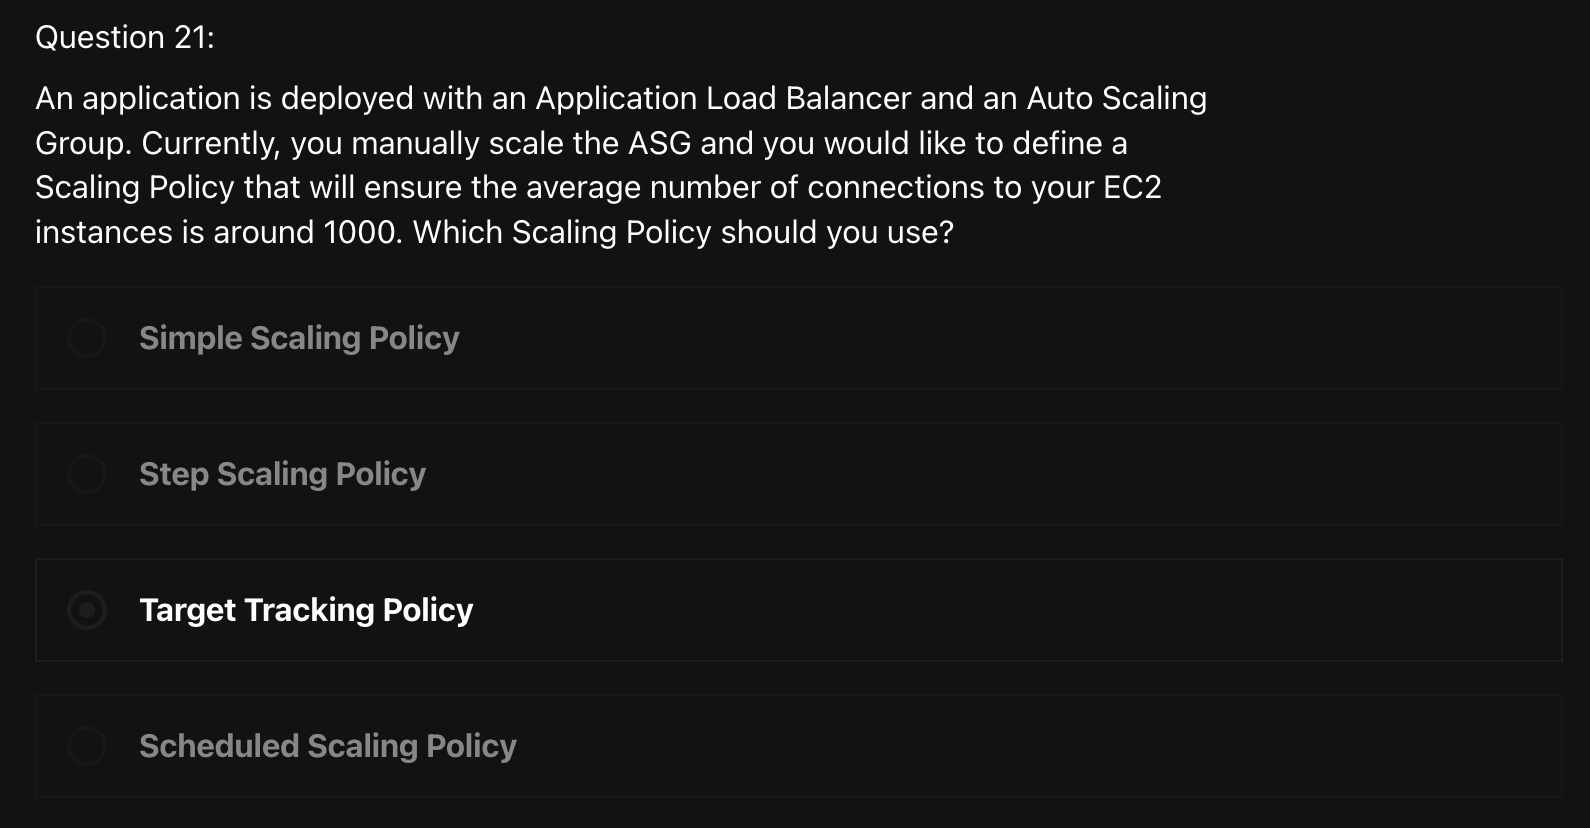 Question 21:
An application is deployed with an Application Load Balancer and an Auto Scaling
Group. Currently, you manually scale the ASG and you would like to define a
Scaling Policy that will ensure the average number of connections to your EC2
instances is around 1000. Which Scaling Policy should you use?
Simple Scaling Policy
Step Scaling Policy
Target Tracking Policy
Scheduled Scaling Policy